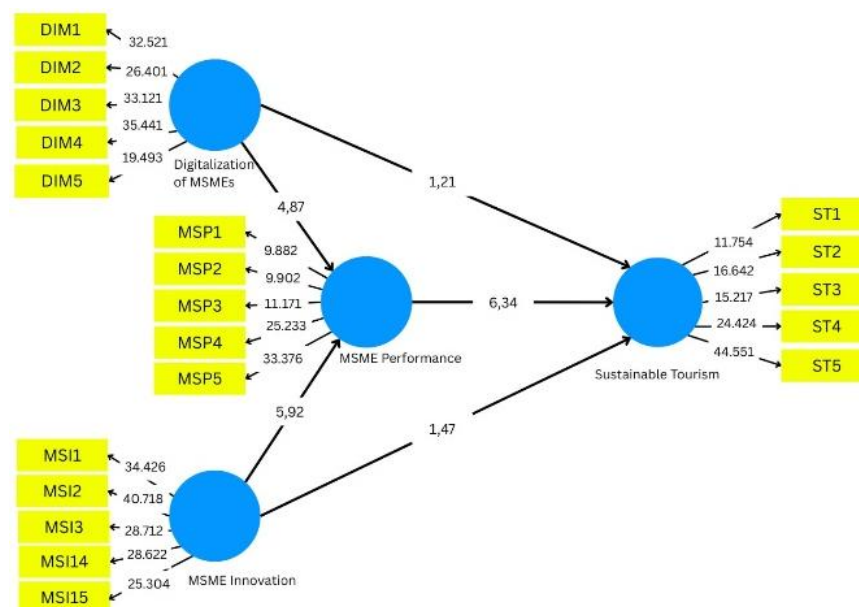 DIM1
32.521
DIM2
26.401
DIM3
33.121
DIM4
35.441
DIM5
19.493
Digitalization
of MSMEs
1,21
4,87
MSP1
9.882
MSP2
9.902
MSP3
11.171
MSP4
25.233
MSP5
33.376
MSME Performance
6,34
ST1
11.754
ST2
16.642
ST3
15.217
ST4
24.424
ST5
44.551
Sustainable Tourism
5,92
1,47
MSI1
34.426
MSI2
40.718
MSI3
28.712
MSI14
28.622
MSI15
25.304
MSME Innovation